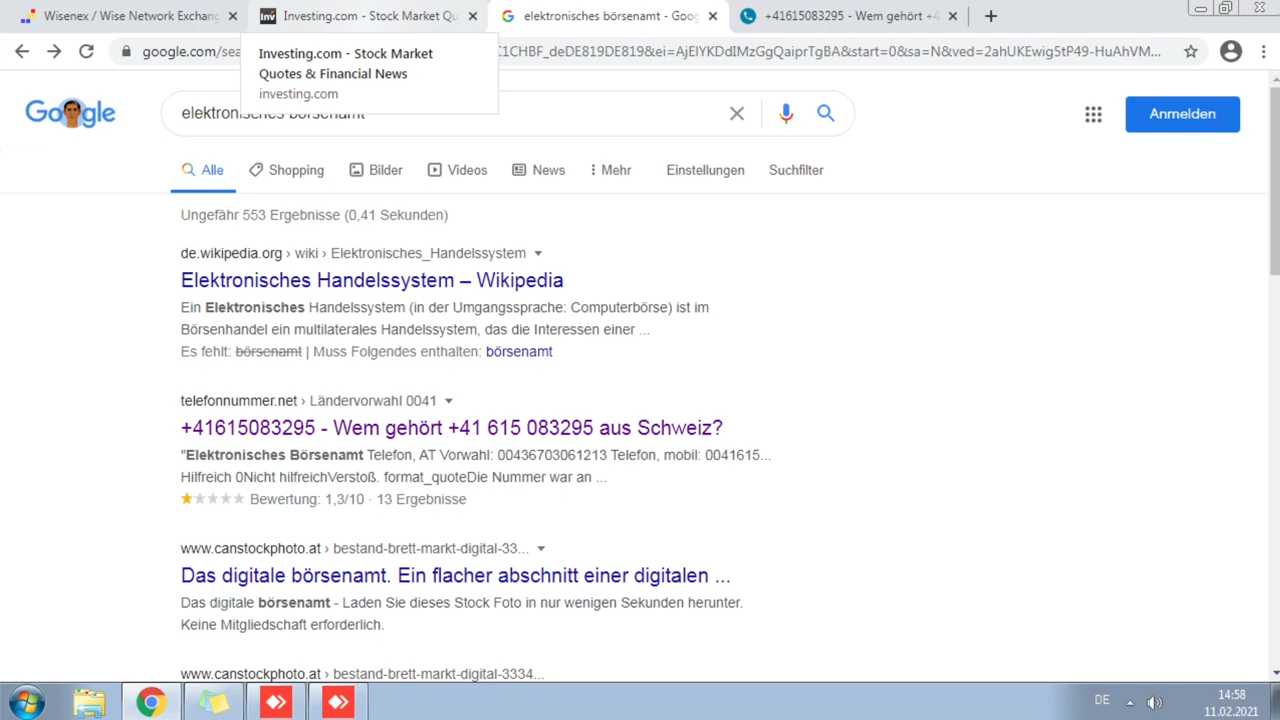 Wisenex / Wise Network Exchang
Investing.com - Stock Market Qu
elektronisches börsenamt - Goog
+41615083295 - Wem gehört +4
google.com/sea
C1CHBF_deDE819DE819&ei=AjElYKDdIMzGgQaiprTgBA&start=0&sa=N&ved=2ahUKEwig5tP49-HuAhVM...
Investing.com - Stock Market
Quotes & Financial News
investing.com
Google
elektronisches börsenamt
Anmelden
Alle
Shopping
Bilder
Videos
News
Mehr
Einstellungen
Suchfilter
Ungefähr 553 Ergebnisse (0,41 Sekunden)
de.wikipedia.org › wiki › Elektronisches_Handelssystem
Elektronisches Handelssystem – Wikipedia
Ein Elektronisches Handelssystem (in der Umgangssprache: Computerbörse) ist im
Börsenhandel ein multilaterales Handelssystem, das die Interessen einer ...
Es fehlt: börsenamt | Muss Folgendes enthalten: börsenamt
telefonnummer.net › Ländervorwahl 0041
+41615083295 - Wem gehört +41 615 083295 aus Schweiz?
"Elektronisches Börsenamt Telefon, AT Vorwahl: 00436703061213 Telefon, mobil: 0041615...
Hilfreich 0Nicht hilfreichVerstoß. format_quoteDie Nummer war an ...
Bewertung: 1,3/10 · 13 Ergebnisse
www.canstockphoto.at › bestand-brett-markt-digital-33...
Das digitale börsenamt. Ein flacher abschnitt einer digitalen ...
Das digitale börsenamt - Laden Sie dieses Stock Foto in nur wenigen Sekunden herunter.
Keine Mitgliedschaft erforderlich.
www.canstockphoto.at › bestand-brett-markt-digital-3334...
DE
14:58
11.02.2021